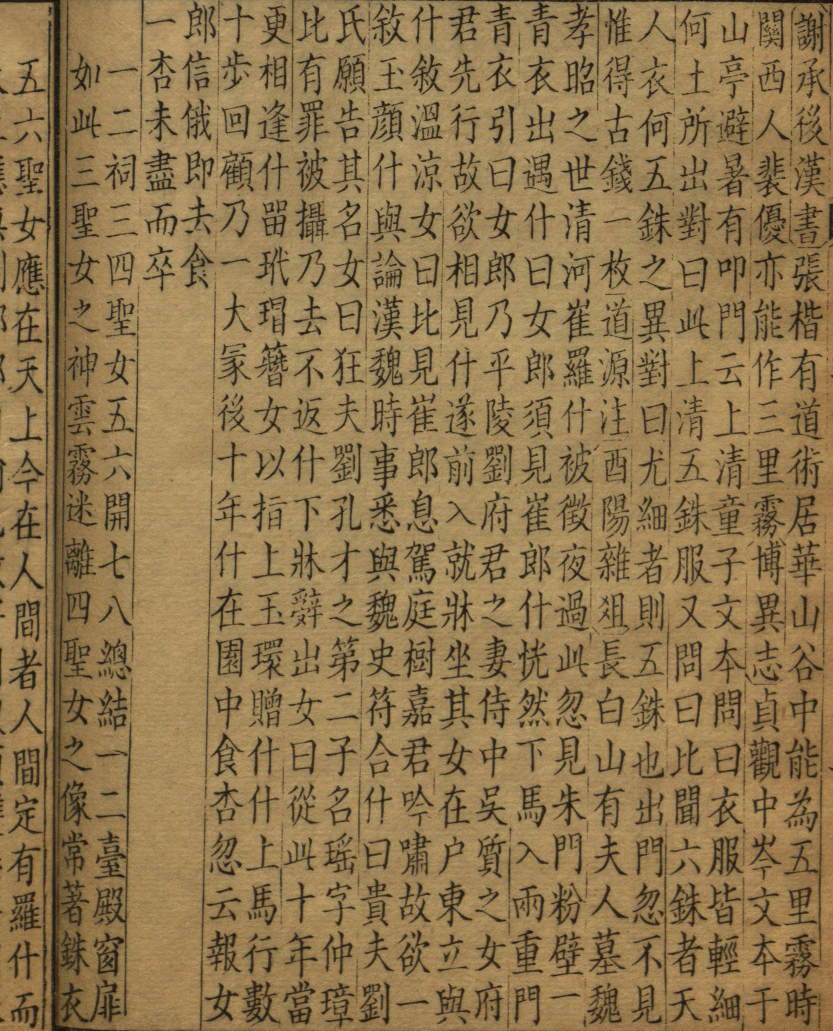 謝承後漢書張楷有道術居華山谷中能為五里霧時
關西人裴優亦能作三里霧博異志貞觀中岑文本于
山亭避暑有叩門云上清童子文本問曰衣服皆輕細
何土所出對曰此上清五銖服又問曰比聞六銖者天
人衣何五銖之異對曰尤細者則五銖也出門忽不見
惟得古錢一枚道源注酉陽雜俎長白山有夫人墓魏
孝昭之世清河崔羅什被徵夜過此忽見朱門粉壁一
青衣出遇什曰女郎須見崔郎什恍然下馬入兩重門
青衣引曰女郎乃平陵劉府君之妻侍中吳質之女府
君先行故欲相見什遂前入就牀坐其女在户東立與
什敘溫涼女曰比見崔郎息駕庭樹嘉君吟嘯故欲一
敘玉顏什與論漢魏時事悉與魏史符合什曰貴夫劉
氏願告其名女曰狂夫劉孔才之第二子名瑶字仲璋
比有罪被攝乃去不返什下牀辭出女曰從此十年當
更相逢什留玳瑁簪女以指上玉環贈什什上馬行數
十步回顧乃一大冢後十年什在園中食杏忽云報女
郎信俄即去食
一杏未盡而卒
一二祠三四聖女五六開七八總結一二臺殿窗扉
如此三聖女之神雲霧迷離四聖女之像常著銖衣
五六聖女應在天上今在人間者人間定有羅什而